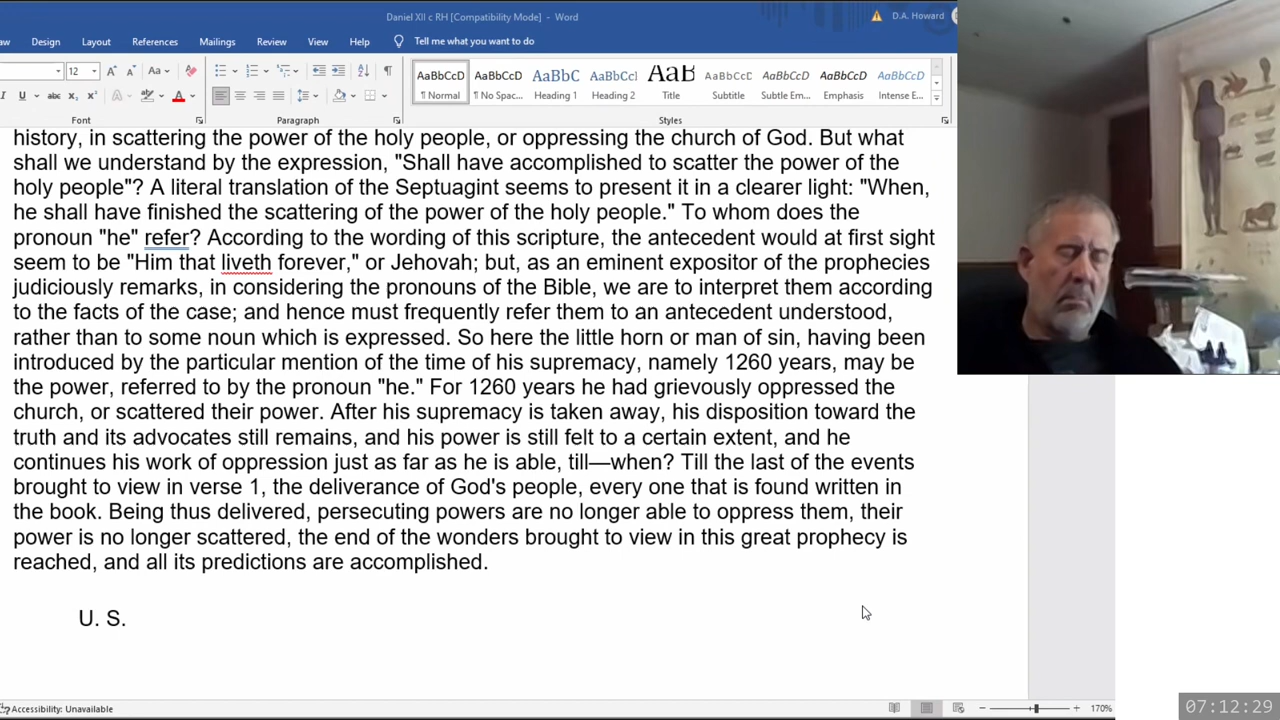 Daniel XII c RH [Compatibility Mode] - Word
D.A. Howard
aw Design Layout References Mailings Review View Help Tell me what you want to do
12 Aa
AaBbCcD AaBbCcD AaBbC AaBbCcl AaB AaBbCcD AaBbCcD AaBbCcD AaBbCcD
I U abc x₂ x² A A
¶ Normal ¶ No Spac... Heading 1 Heading 2 Title Subtitle Subtle Em... Emphasis Intense E...
Font Paragraph Styles
history, in scattering the power of the holy people, or oppressing the church of God. But what
shall we understand by the expression, "Shall have accomplished to scatter the power of the
holy people"? A literal translation of the Septuagint seems to present it in a clearer light: "When,
he shall have finished the scattering of the power of the holy people." To whom does the
pronoun "he" refer? According to the wording of this scripture, the antecedent would at first sight
seem to be "Him that liveth forever," or Jehovah; but, as an eminent expositor of the prophecies
judiciously remarks, in considering the pronouns of the Bible, we are to interpret them according
to the facts of the case; and hence must frequently refer them to an antecedent understood,
rather than to some noun which is expressed. So here the little horn or man of sin, having been
introduced by the particular mention of the time of his supremacy, namely 1260 years, may be
the power, referred to by the pronoun "he." For 1260 years he had grievously oppressed the
church, or scattered their power. After his supremacy is taken away, his disposition toward the
truth and its advocates still remains, and his power is still felt to a certain extent, and he
continues his work of oppression just as far as he is able, till—when? Till the last of the events
brought to view in verse 1, the deliverance of God's people, every one that is found written in
the book. Being thus delivered, persecuting powers are no longer able to oppress them, their
power is no longer scattered, the end of the wonders brought to view in this great prophecy is
reached, and all its predictions are accomplished.
U. S.
Accessibility: Unavailable
170%
07:12:29